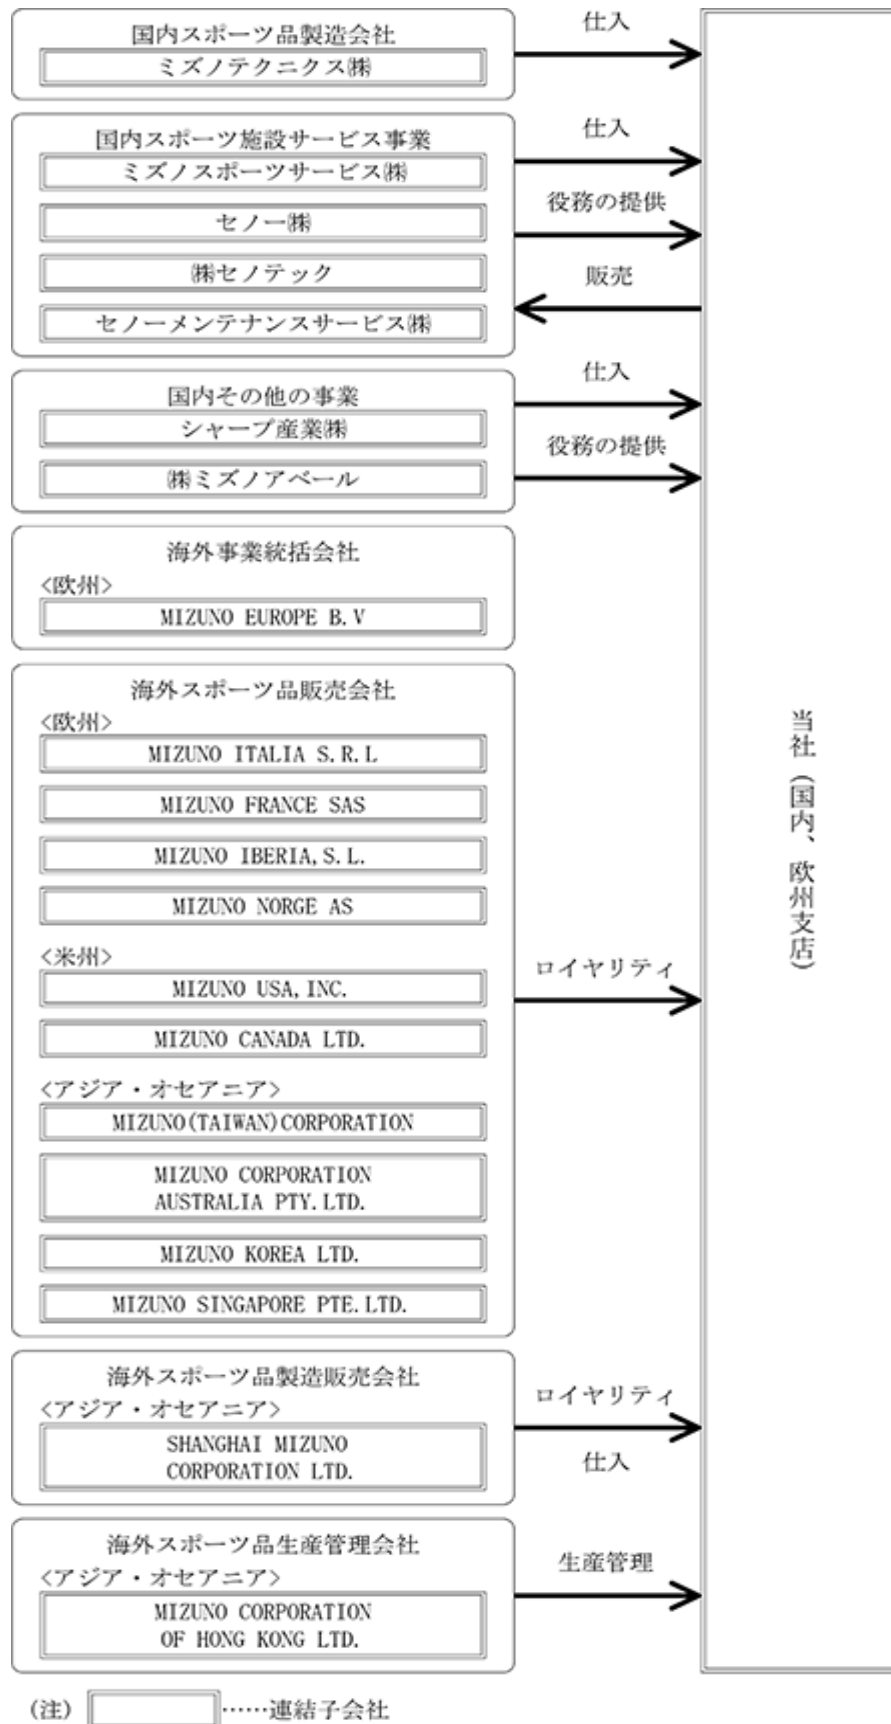 国内スポーツ品製造会社
ミズノテクニクス㈱
仕入
国内スポーツ施設サービス事業
ミズノスポーツサービス㈱
セノー㈱
㈱セノテック
セノーメンテナンスサービス㈱
仕入
役務の提供
販売
国内その他の事業
シャープ産業㈱
㈱ミズノアベール
仕入
役務の提供
海外事業統括会社
<欧州>
MIZUNO EUROPE B.V
海外スポーツ品販売会社
<欧州>
MIZUNO ITALIA S.R.L
MIZUNO FRANCE SAS
MIZUNO IBERIA,S.L.
MIZUNO NORGE AS
<米州>
MIZUNO USA,INC.
MIZUNO CANADA LTD.
<アジア・オセアニア>
MIZUNO(TAIWAN)CORPORATION
MIZUNO CORPORATION
AUSTRALIA PTY.LTD.
MIZUNO KOREA LTD.
MIZUNO SINGAPORE PTE.LTD.
ロイヤリティ
海外スポーツ品製造販売会社
<アジア・オセアニア>
SHANGHAI MIZUNO
CORPORATION LTD.
ロイヤリティ
仕入
海外スポーツ品生産管理会社
<アジア・オセアニア>
MIZUNO CORPORATION
OF HONG KONG LTD.
生産管理
当社(国内、欧州支店)
(注) ……連結子会社